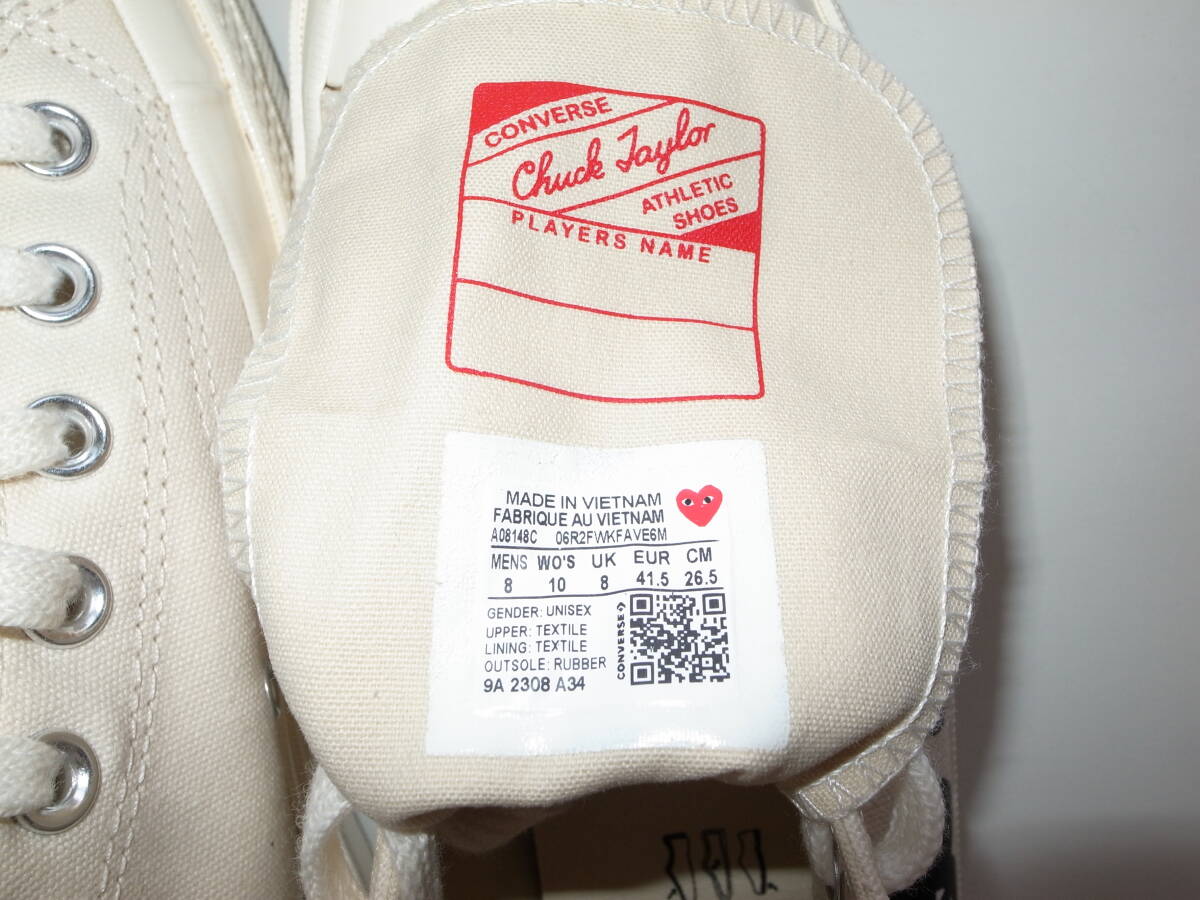 CONVERSE
Chuck Taylor
ATHLETIC
SHOES
PLAYERS NAME
MADE IN VIETNAM
FABRIQUE AU VIETNAM
A08148C 06R2FWKFAVE6M
MENS WO'S UK EUR CM
8 10 8 41.5 26.5
GENDER: UNISEX
UPPER: TEXTILE
LINING: TEXTILE
OUTSOLE: RUBBER
9A 2308 A34
CONVERSE